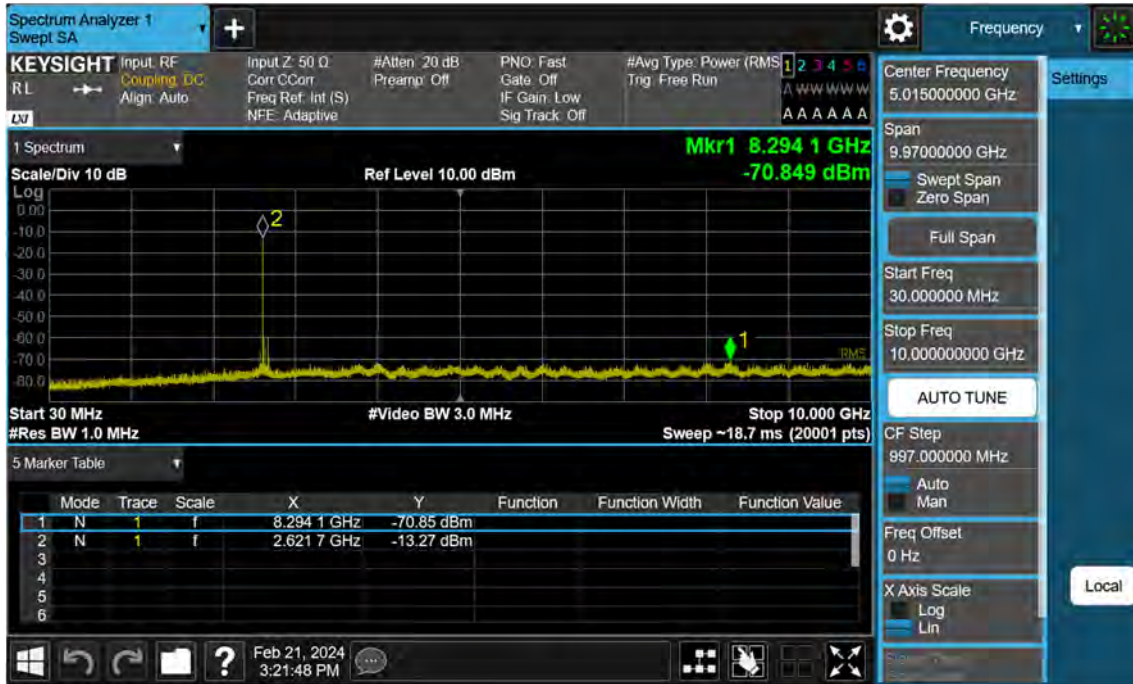 Spectrum Analyzer 1
Swept SA
+
Frequency
KEYSIGHT
RL
LXI
Input: RF
Coupling: DC
Align: Auto
Input Z: 50 Ω
Corr CCorr
Freq Ref: Int (S)
NFE: Adaptive
#Atten: 20 dB
Preamp: Off
PNO: Fast
Gate: Off
IF Gain: Low
Sig Track: Off
#Avg Type: Power (RMS
Trig: Free Run
1 2 3 4 5 6
A W W W W W
A A A A A A
1 Spectrum
Scale/Div 10 dB
Ref Level 10.00 dBm
Mkr1 8.294 1 GHz
-70.849 dBm
Log
0.00
-10.0
-20.0
-30.0
-40.0
-50.0
-60.0
-70.0
-80.0
2
1
RMS
Start 30 MHz
#Video BW 3.0 MHz
Stop 10.000 GHz
#Res BW 1.0 MHz
Sweep ~18.7 ms (20001 pts)
5 Marker Table
Mode Trace Scale X Y Function Function Width Function Value
1 N 1 f 8.294 1 GHz -70.85 dBm
2 N 1 f 2.621 7 GHz -13.27 dBm
3
4
5
6
?
Feb 21, 2024
3:21:48 PM
Center Frequency
5.015000000 GHz
Span
9.97000000 GHz
Swept Span
Zero Span
Full Span
Start Freq
30.000000 MHz
Stop Freq
10.000000000 GHz
AUTO TUNE
CF Step
997.000000 MHz
Auto
Man
Freq Offset
0 Hz
X Axis Scale
Log
Lin
Settings
Local